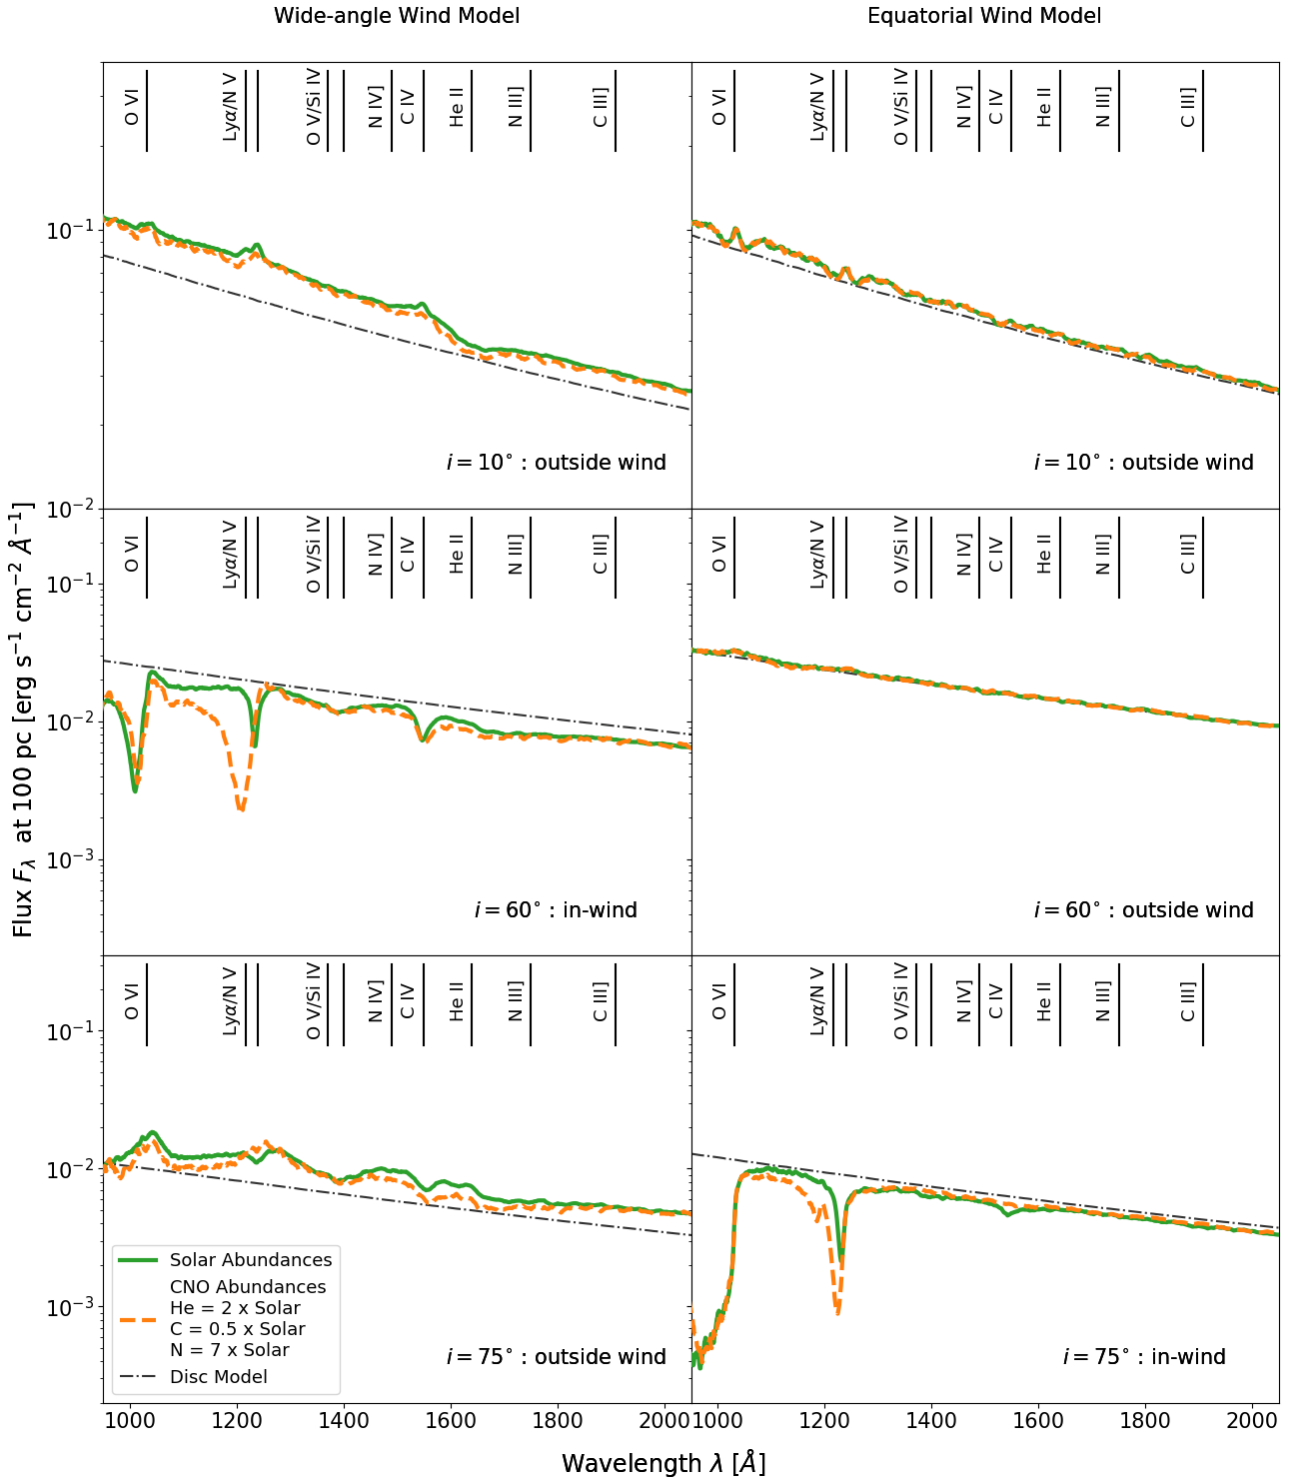 Wide-angle Wind Model
Equatorial Wind Model
O VI
Lyα/N V
O V/Si IV
N IV]
C IV
He II
N III]
C III]
O VI
Lyα/N V
O V/Si IV
N IV]
C IV
He II
N III]
C III]
10⁻¹
10⁻²
i = 10° : outside wind
i = 10° : outside wind
O VI
Lyα/N V
O V/Si IV
N IV]
C IV
He II
N III]
C III]
O VI
Lyα/N V
O V/Si IV
N IV]
C IV
He II
N III]
C III]
10⁻¹
10⁻²
10⁻³
Flux F_λ at 100 pc [erg s⁻¹ cm⁻² Å⁻¹]
i = 60° : in-wind
i = 60° : outside wind
O VI
Lyα/N V
O V/Si IV
N IV]
C IV
He II
N III]
C III]
O VI
Lyα/N V
O V/Si IV
N IV]
C IV
He II
N III]
C III]
10⁻¹
10⁻²
10⁻³
Solar Abundances
CNO Abundances
He = 2 x Solar
C = 0.5 x Solar
N = 7 x Solar
Disc Model
i = 75° : outside wind
i = 75° : in-wind
1000 1200 1400 1600 1800 2000
1000 1200 1400 1600 1800 2000
Wavelength λ [Å]